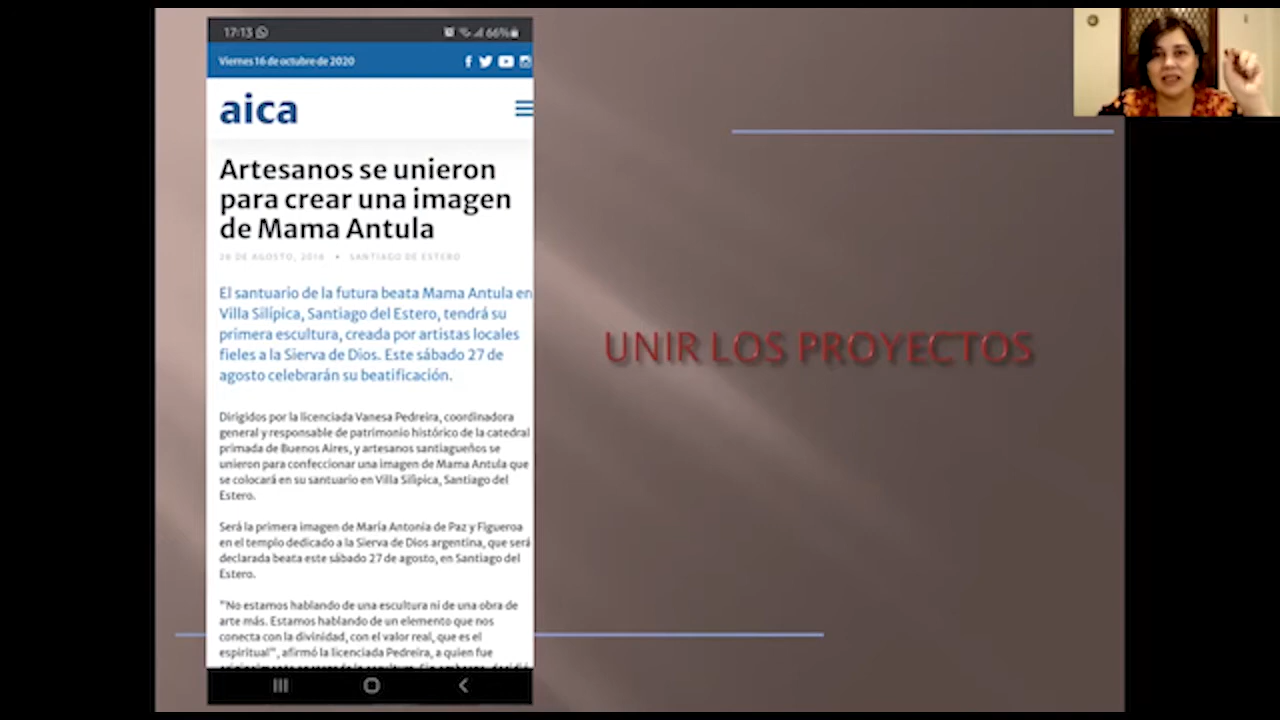 17:13
66%
Viernes 16 de octubre de 2020
aica
Artesanos se unieron
para crear una imagen
de Mama Antula
26 DE AGOSTO, 2016 • SANTIAGO DE ESTERO
El santuario de la futura beata Mama Antula en
Villa Silípica, Santiago del Estero, tendrá su
primera escultura, creada por artistas locales
fieles a la Sierva de Dios. Este sábado 27 de
agosto celebrarán su beatificación.
Dirigidos por la licenciada Vanesa Pedreira, coordinadora
general y responsable de patrimonio histórico de la catedral
primada de Buenos Aires, y artesanos santiagueños se
unieron para confeccionar una imagen de Mama Antula que
se colocará en su santuario en Villa Silípica, Santiago del
Estero.
Será la primera imagen de María Antonia de Paz y Figueroa
en el templo dedicado a la Sierva de Dios argentina, que será
declarada beata este sábado 27 de agosto, en Santiago del
Estero.
"No estamos hablando de una escultura ni de una obra de
arte más. Estamos hablando de un elemento que nos
conecta con la divinidad, con el valor real, que es el
espiritual", afirmó la licenciada Pedreira, a quien fue
UNIR LOS PROYECTOS